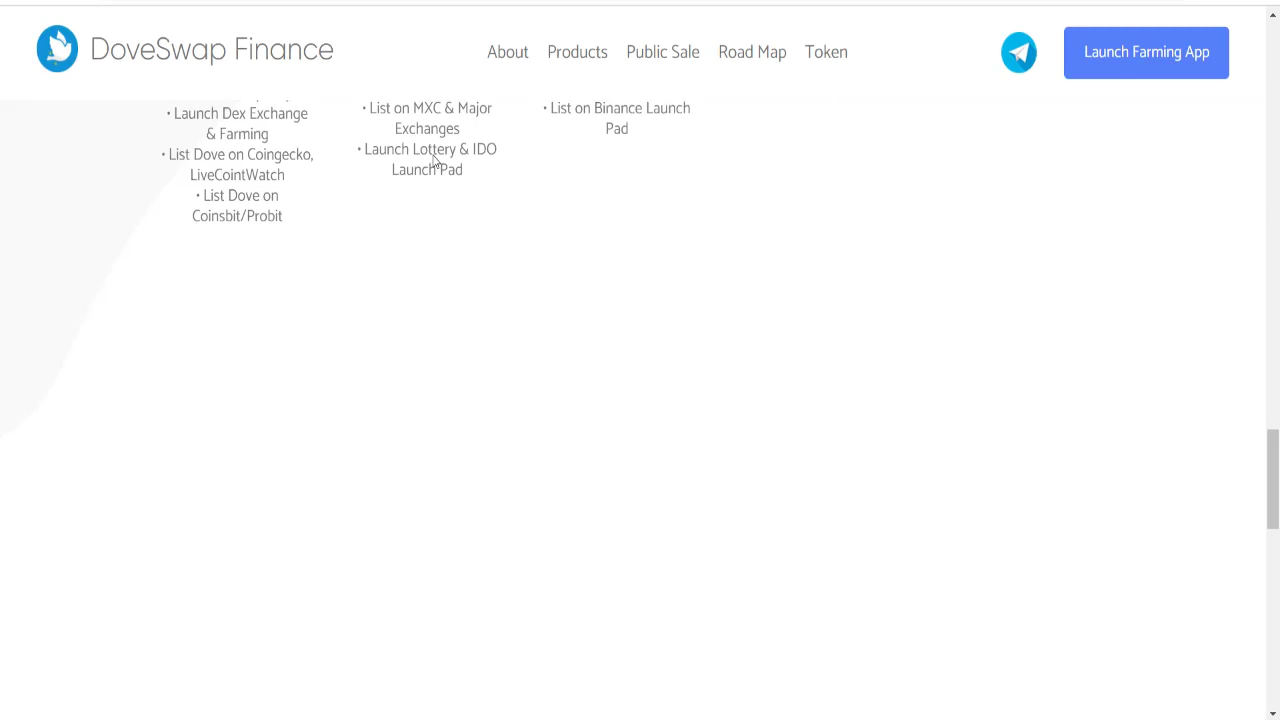 DoveSwap Finance
About
Products
Public Sale
Road Map
Token
Launch Farming App
• Launch Dex Exchange
& Farming
• List Dove on Coingecko,
LiveCointWatch
• List Dove on
Coinsbit/Probit
• List on MXC & Major
Exchanges
• Launch Lottery & IDO
Launch Pad
• List on Binance Launch
Pad